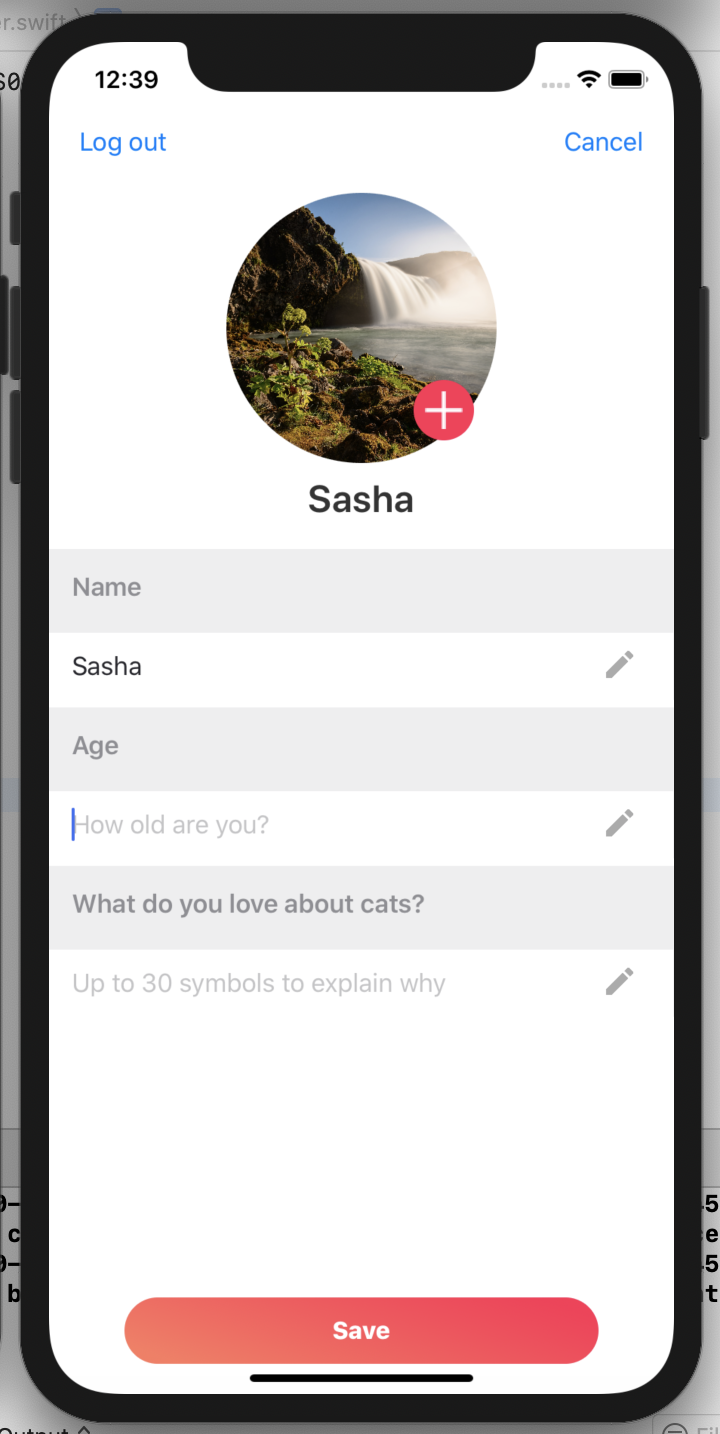 er.swift
12:39
Log out
Cancel
Sasha
Name
Sasha
Age
How old are you?
What do you love about cats?
Up to 30 symbols to explain why
Save